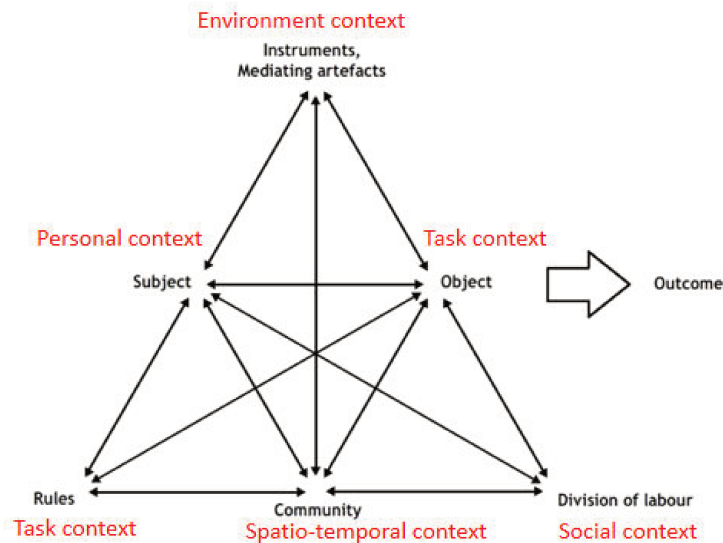 Environment context
Instruments,
Mediating artefacts
Personal context
Task context
Subject
Object
Outcome
Rules
Community
Division of labour
Task context
Spatio-temporal context
Social context